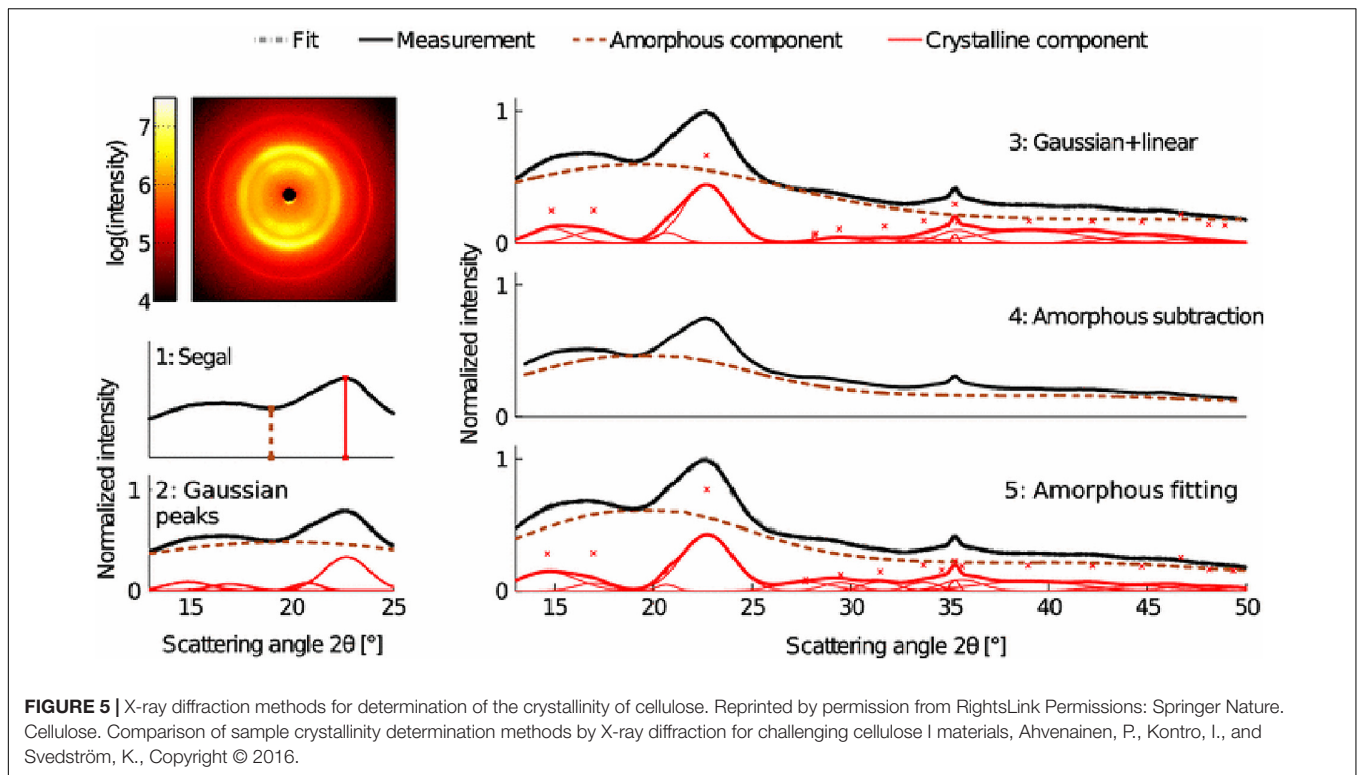 Fit Measurement Amorphous component Crystalline component
log(intensity)
7
6
5
4
1: Segal
Normalized intensity
1
2: Gaussian
peaks
0
15 20 25
Scattering angle 2θ [°]
Normalized intensity
1
3: Gaussian+linear
0
1
4: Amorphous subtraction
0
1
5: Amorphous fitting
0
15 20 25 30 35 40 45 50
Scattering angle 2θ [°]
FIGURE 5 | X-ray diffraction methods for determination of the crystallinity of cellulose. Reprinted by permission from RightsLink Permissions: Springer Nature.
Cellulose. Comparison of sample crystallinity determination methods by X-ray diffraction for challenging cellulose I materials, Ahvenainen, P., Kontro, I., and
Svedström, K., Copyright © 2016.